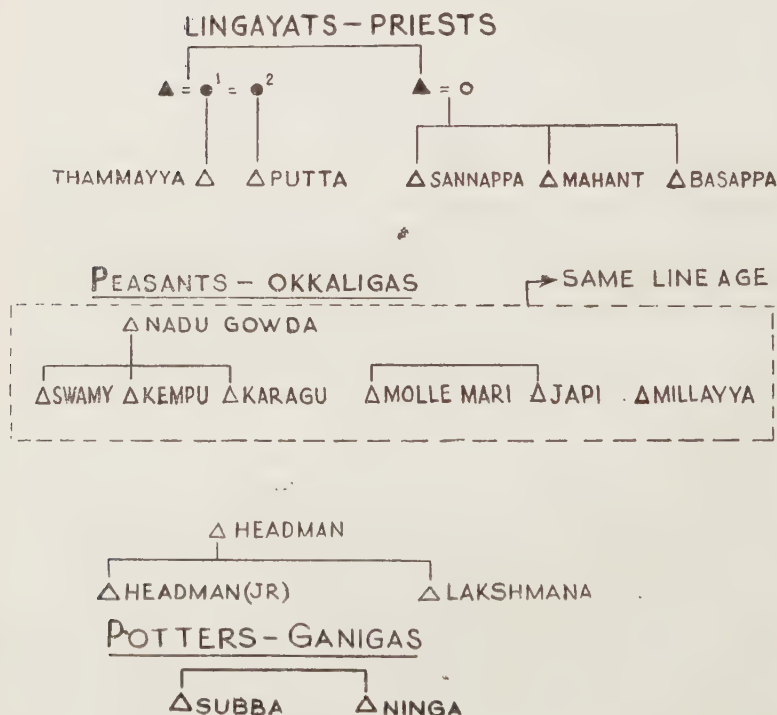 LINGAYATS – PRIESTS
1 2
THAMMAYYA PUTTA SANNAPPA MAHANT BASAPPA
PEASANTS – OKKALIGAS SAME LINEAGE
NADU GOWDA
SWAMY KEMPU KARAGU MOLLE MARI JAPI MILLAYYA
HEADMAN
HEADMAN(JR) LAKSHMANA
POTTERS – GANIGAS
SUBBA NINGA